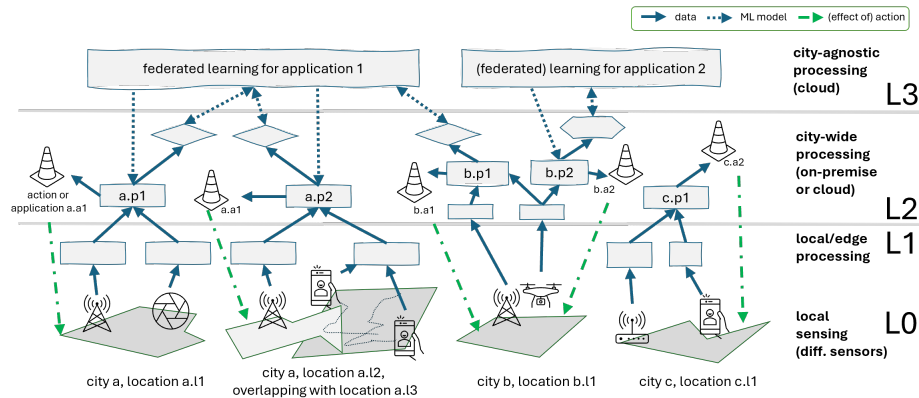 data
ML model
(effect of) action
federated learning for application 1
(federated) learning for application 2
city-agnostic
processing
(cloud)
L3
action or
application a.a1
a.p1
a.a1
a.p2
b.a1
b.p1
b.p2
b.a2
c.p1
c.a2
city-wide
processing
(on-premise
or cloud)
L2
local/edge
processing
L1
local
sensing
(diff. sensors)
L0
city a, location a.l1
city a, location a.l2,
overlapping with location a.l3
city b, location b.l1
city c, location c.l1